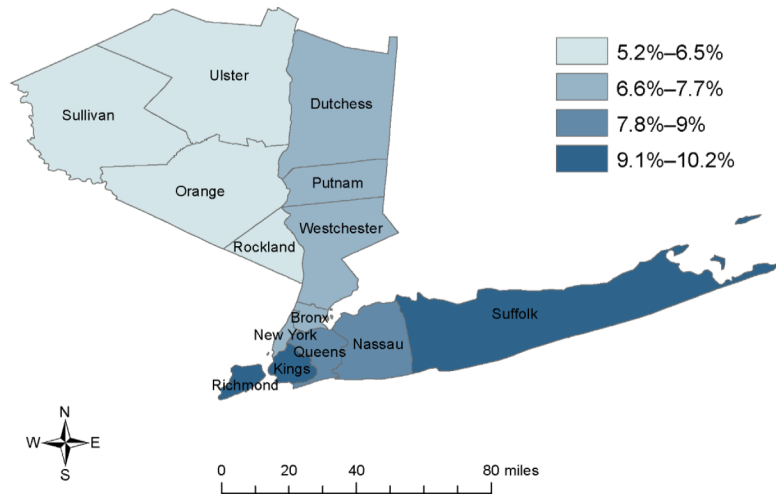 5.2%–6.5%
6.6%–7.7%
7.8%–9%
9.1%–10.2%
Ulster
Sullivan
Dutchess
Orange
Putnam
Westchester
Rockland
Bronx
Suffolk
New York
Queens
Nassau
Kings
Richmond
N
W
E
S
0 20 40 80 miles